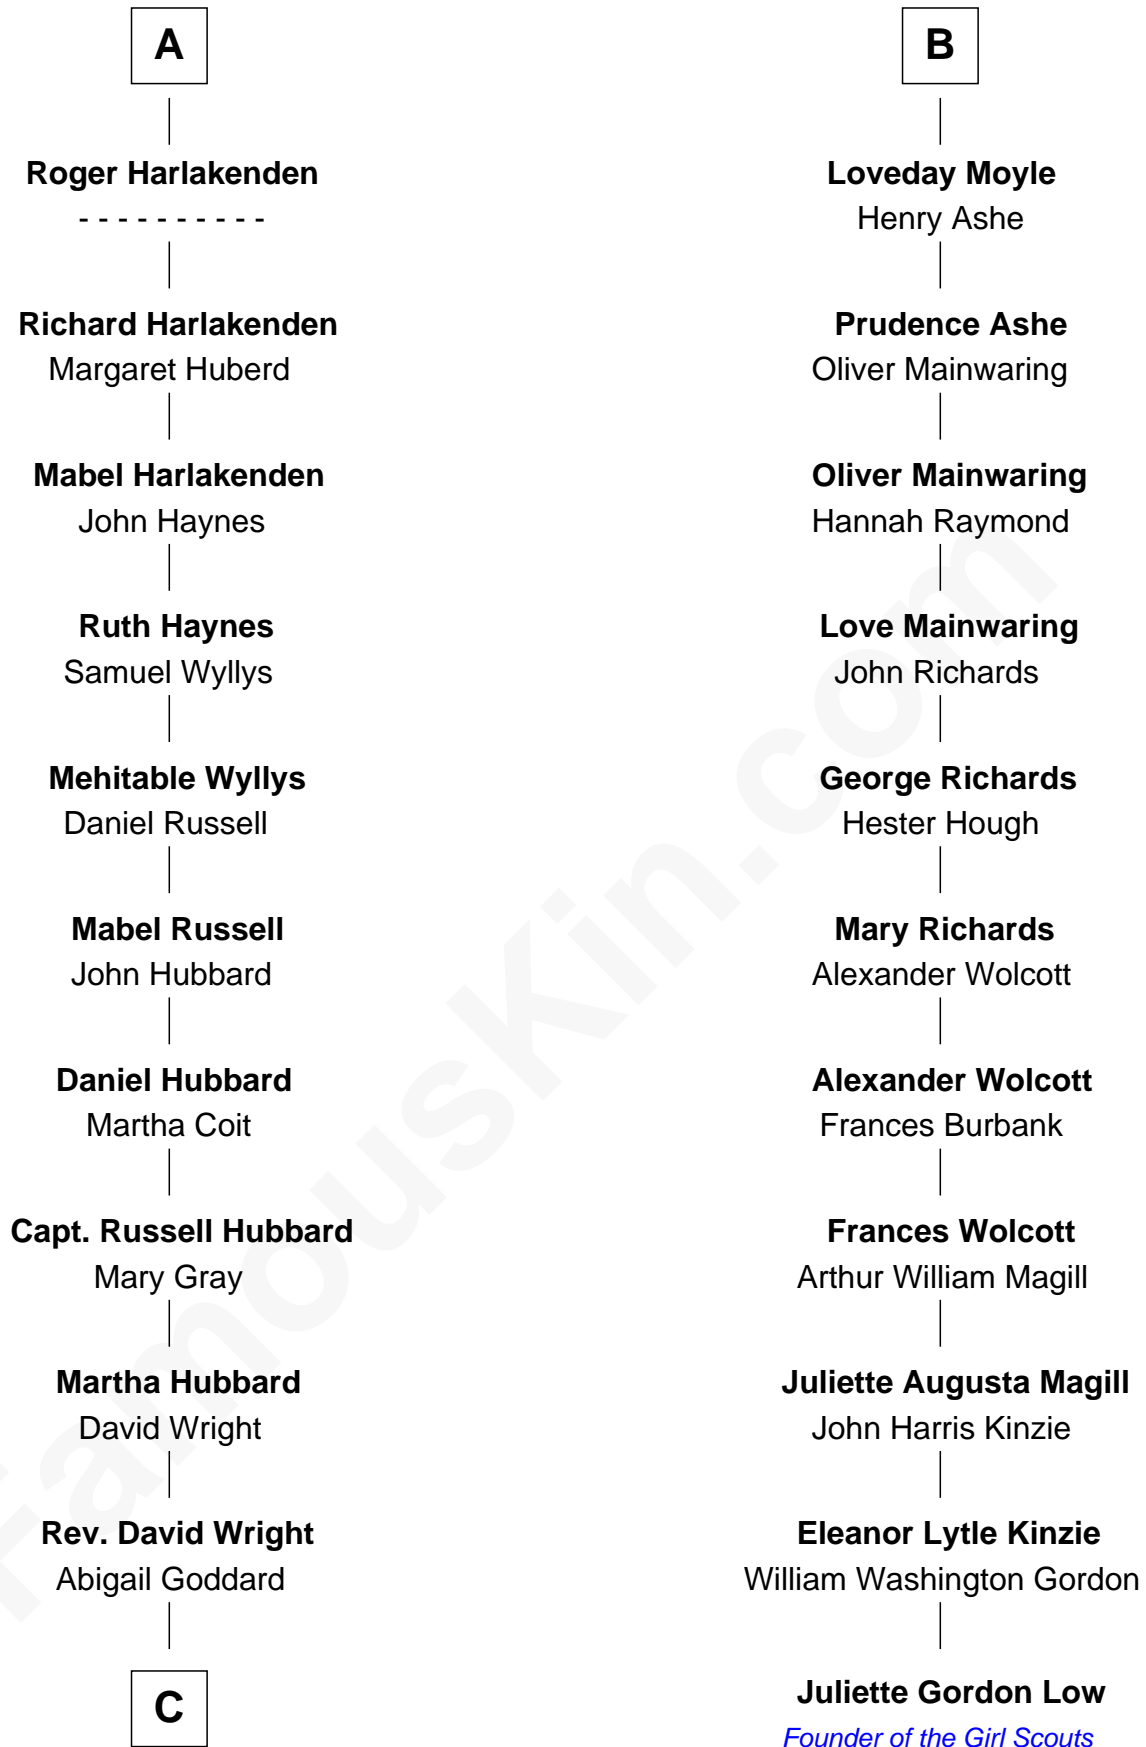 A
Roger Harlakenden
- - - - - - - - - -
Richard Harlakenden
Margaret Huberd
Mabel Harlakenden
John Haynes
Ruth Haynes
Samuel Wyllys
Mehitable Wyllys
Daniel Russell
Mabel Russell
John Hubbard
Daniel Hubbard
Martha Coit
Capt. Russell Hubbard
Mary Gray
Martha Hubbard
David Wright
Rev. David Wright
Abigail Goddard
C
B
Loveday Moyle
Henry Ashe
Prudence Ashe
Oliver Mainwaring
Oliver Mainwaring
Hannah Raymond
Love Mainwaring
John Richards
George Richards
Hester Hough
Mary Richards
Alexander Wolcott
Alexander Wolcott
Frances Burbank
Frances Wolcott
Arthur William Magill
Juliette Augusta Magill
John Harris Kinzie
Eleanor Lytle Kinzie
William Washington Gordon
Juliette Gordon Low
Founder of the Girl Scouts
FamousKin.com